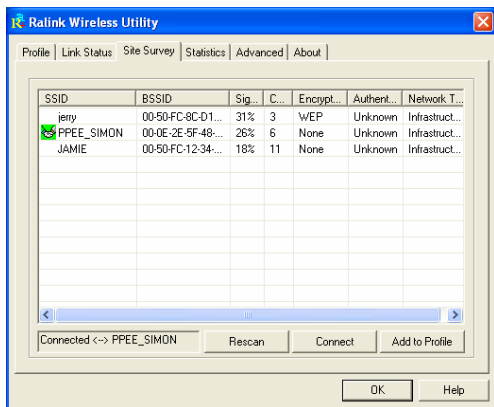 Ralink Wireless Utility
Profile Link Status Site Survey Statistics Advanced About
SSID BSSID Sig... C... Encrypt... Authent... Network T...
jerry 00-50-FC-8C-D1... 31% 3 WEP Unknown Infrastruct...
PPEE_SIMON 00-0E-2E-5F-48-... 26% 6 None Unknown Infrastruct...
JAMIE 00-50-FC-12-34-... 18% 11 None Unknown Infrastruct...
Connected <--> PPEE_SIMON Rescan Connect Add to Profile
OK Help